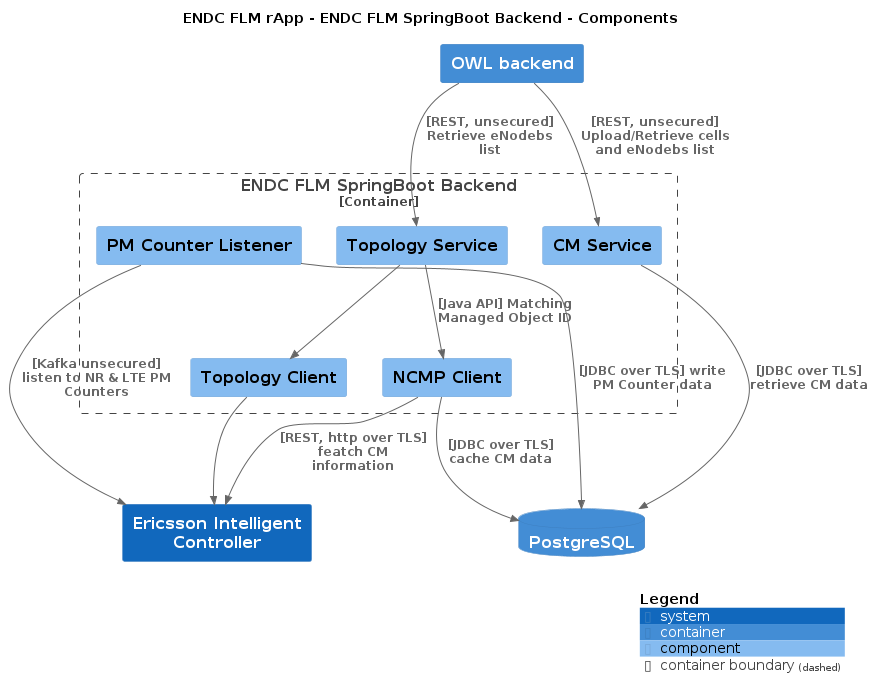 ENDC FLM rApp - ENDC FLM SpringBoot Backend - Components
OWL backend
[REST, unsecured]
Retrieve eNodebs
list
[REST, unsecured]
Upload/Retrieve cells
and eNodebs list
ENDC FLM SpringBoot Backend
[Container]
PM Counter Listener
Topology Service
CM Service
[Java API] Matching
Managed Object ID
[Kafka unsecured]
listen to NR & LTE PM
Counters
Topology Client
NCMP Client
[JDBC over TLS] write
PM Counter data
[JDBC over TLS]
retrieve CM data
[REST, http over TLS]
featch CM
information
[JDBC over TLS]
cache CM data
Ericsson Intelligent
Controller
PostgreSQL
Legend
system
container
component
container boundary (dashed)